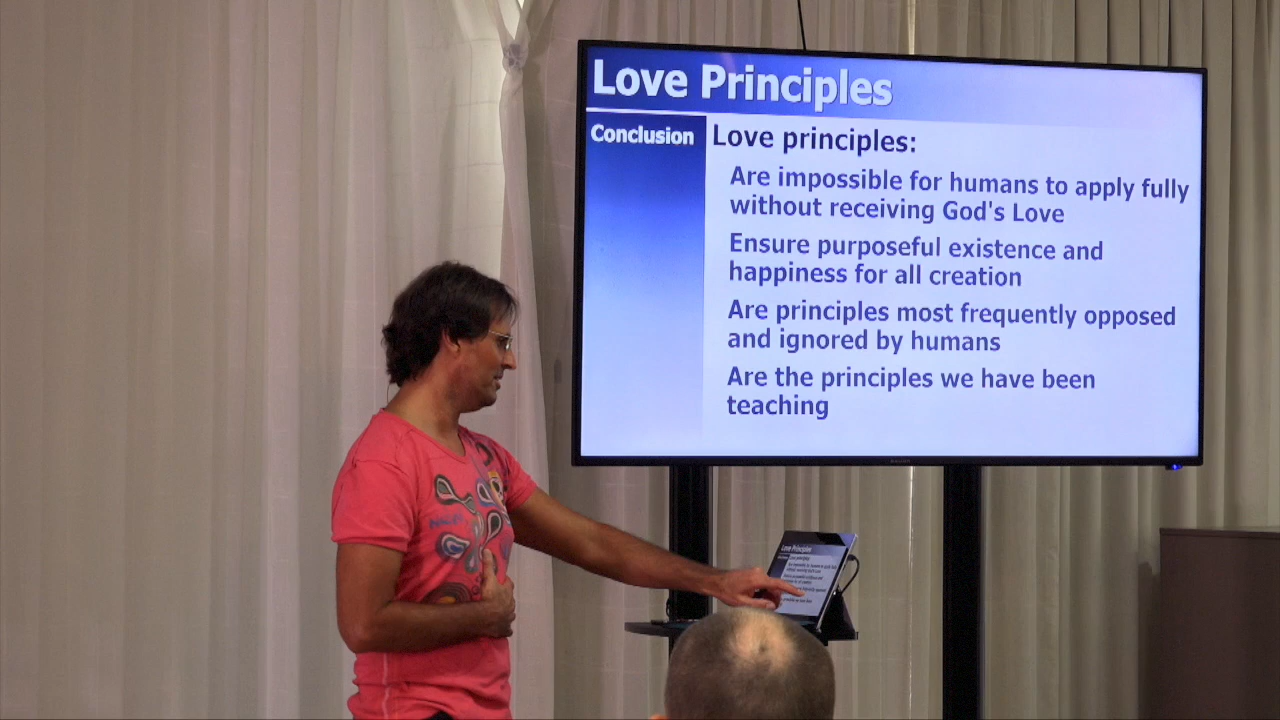 Love Principles
Conclusion
Love principles:
Are impossible for humans to apply fully
without receiving God's Love
Ensure purposeful existence and
happiness for all creation
Are principles most frequently opposed
and ignored by humans
Are the principles we have been
teaching
Love Principles